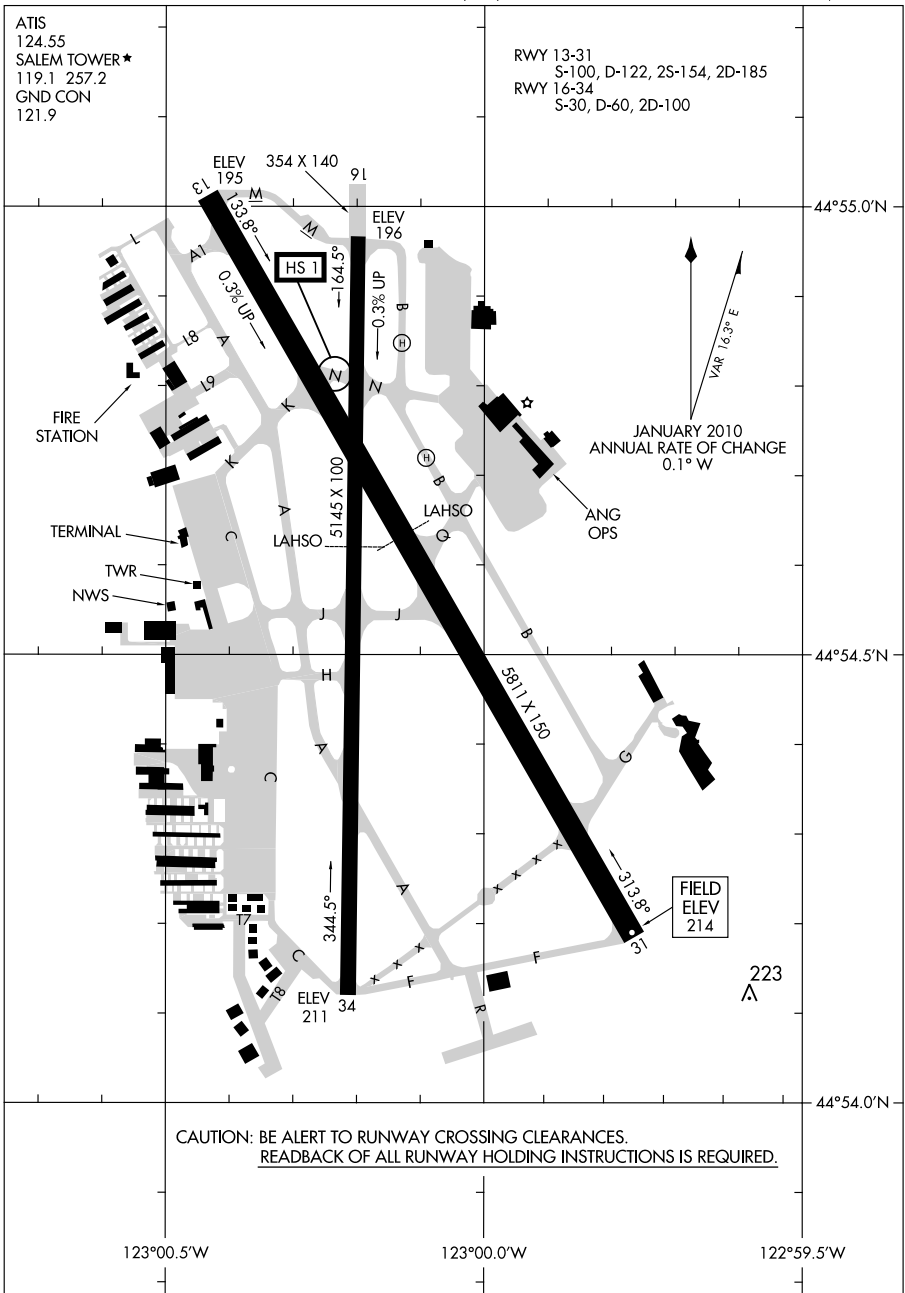 ATIS
124.55
SALEM TOWER★
119.1 257.2
GND CON
121.9
RWY 13-31
S-100, D-122, 2S-154, 2D-185
RWY 16-34
S-30, D-60, 2D-100
ELEV
195
354 X 140
13
16
M
M
ELEV
196
44°55.0'N
133.8°
164.5°
HS 1
L
A1
0.3% UP
0.3% UP
B
H
VAR 16.3° E
A
L8
L9
N
N
FIRE
STATION
K
JANUARY 2010
ANNUAL RATE OF CHANGE
0.1° W
K
H
B
5145 X 100
A
LAHSO
LAHSO
ANG
OPS
C
Q
TERMINAL
TWR
NWS
J
J
B
44°54.5'N
H
5811 X 150
A
G
C
X
X
X
X
A
313.8°
FIELD
ELEV
214
344.5°
T7
31
C
X
X
X
F
F
T8
ELEV
211
34
R
223
44°54.0'N
CAUTION: BE ALERT TO RUNWAY CROSSING CLEARANCES.
READBACK OF ALL RUNWAY HOLDING INSTRUCTIONS IS REQUIRED.
123°00.5'W
123°00.0'W
122°59.5'W